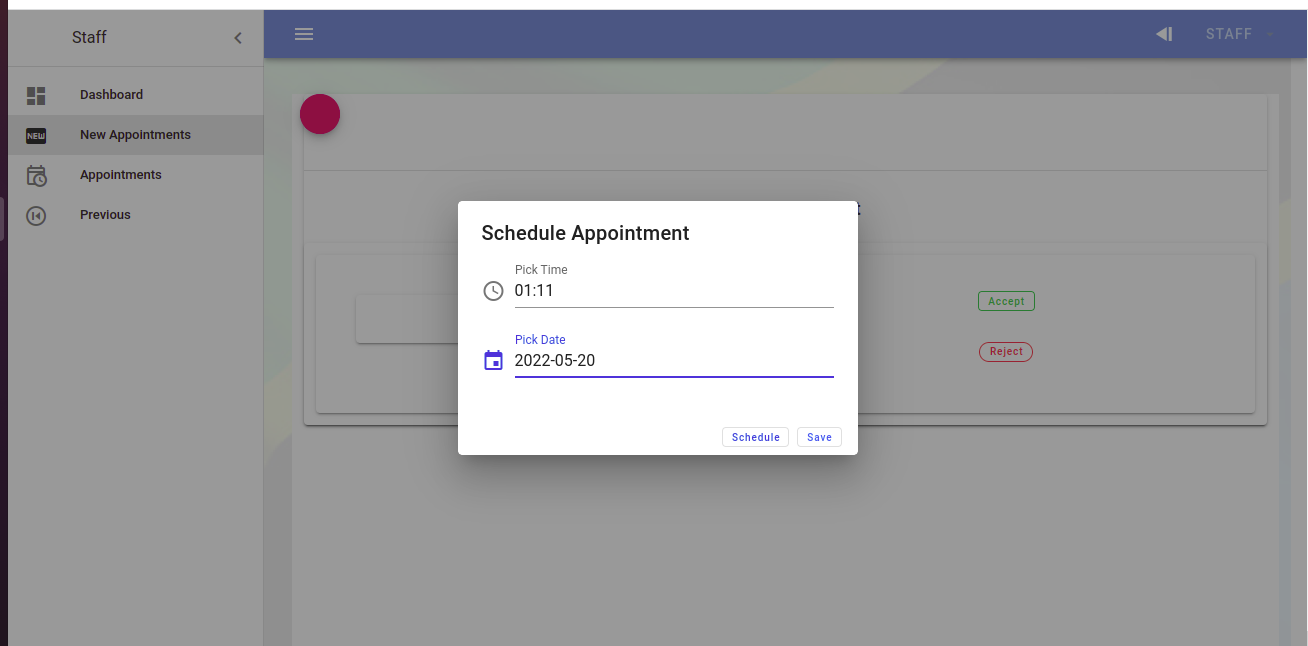 Staff
STAFF
Dashboard
NEW New Appointments
Appointments
Previous
Schedule Appointment
Pick Time
01:11
Pick Date
2022-05-20
Schedule Save
Accept
Reject